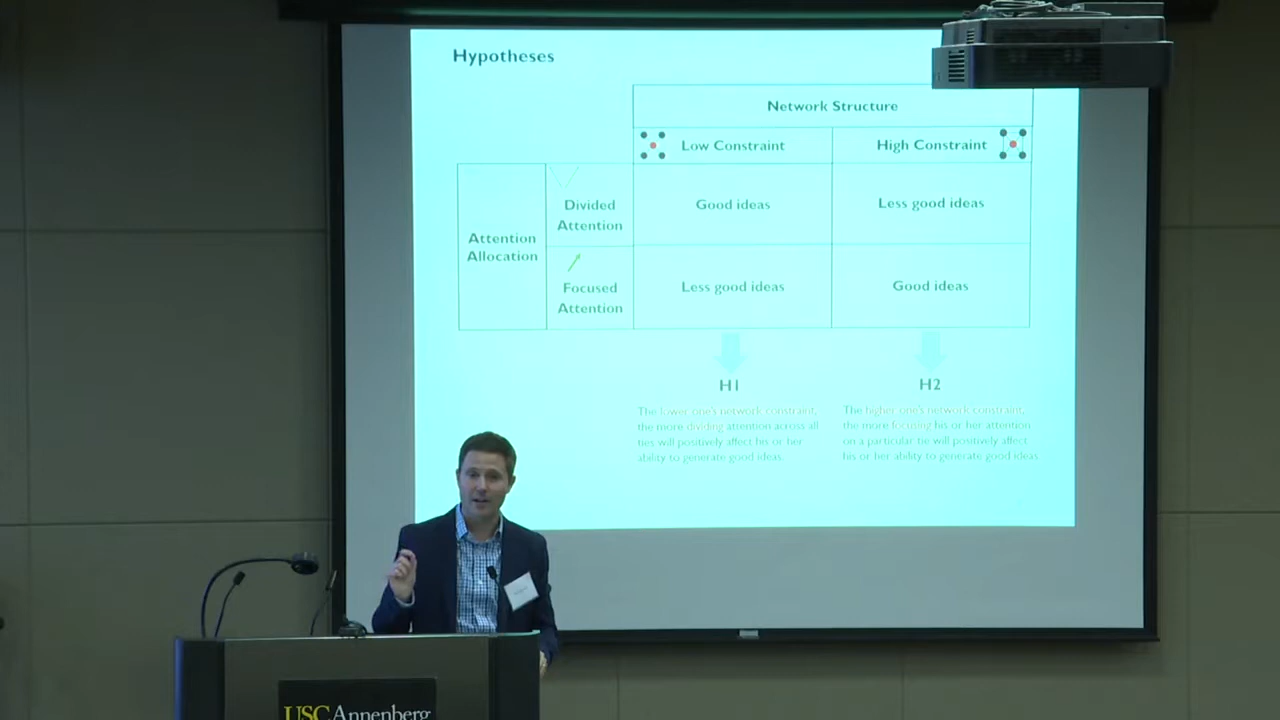 Hypotheses
Network Structure
Low Constraint
High Constraint
Attention
Allocation
Divided
Attention
Good ideas
Less good ideas
Focused
Attention
Less good ideas
Good ideas
H1
The lower one's network constraint,
the more dividing attention across all
ties will positively affect his or her
ability to generate good ideas.
H2
The higher one's network constraint,
the more focusing his or her attention
on a particular tie will positively affect
his or her ability to generate good ideas
USC Annenberg